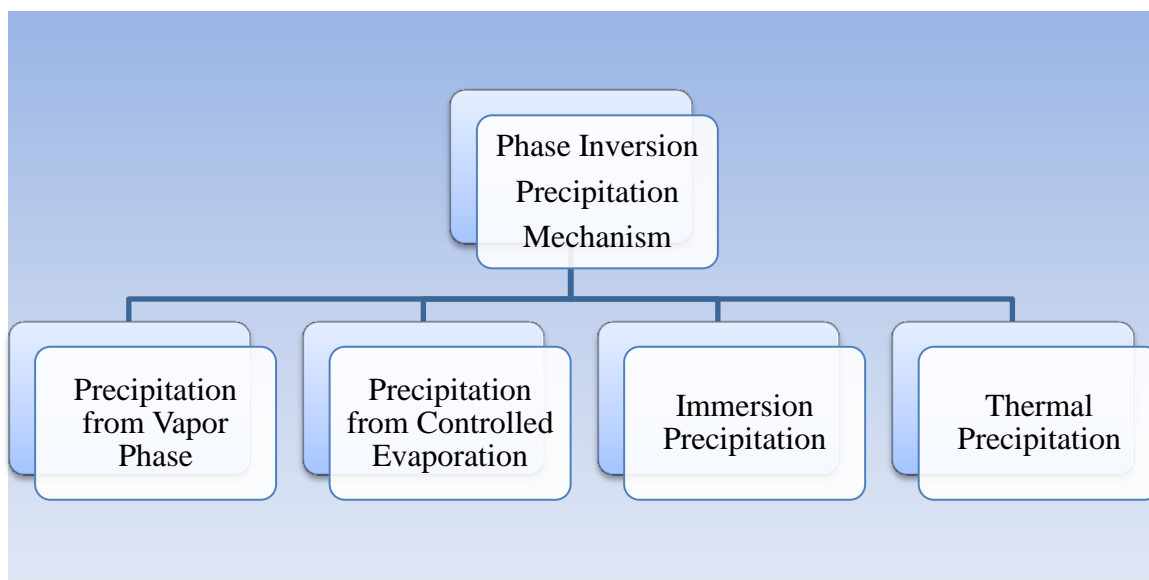 Phase Inversion
Precipitation
Mechanism
Precipitation
from Vapor
Phase
Precipitation
from Controlled
Evaporation
Immersion
Precipitation
Thermal
Precipitation